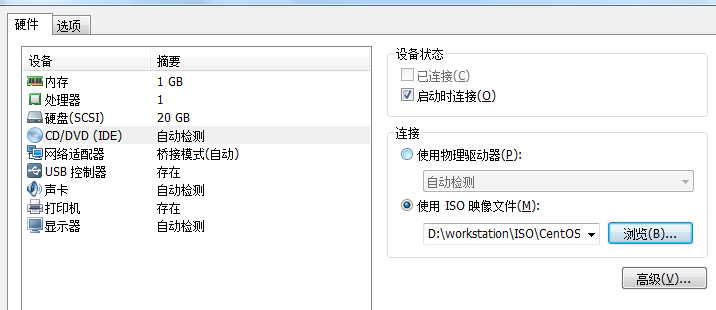 硬件 选项
设备 摘要
内存 1 GB
处理器 1
硬盘(SCSI) 20 GB
CD/DVD (IDE) 自动检测
网络适配器 桥接模式(自动)
USB 控制器 存在
声卡 自动检测
打印机 存在
显示器 自动检测
设备状态
已连接(C)
启动时连接(O)
连接
使用物理驱动器(P):
自动检测
使用 ISO 映像文件(M):
D:\workstation\ISO\CentOS 浏览(B)...
高级(V)...